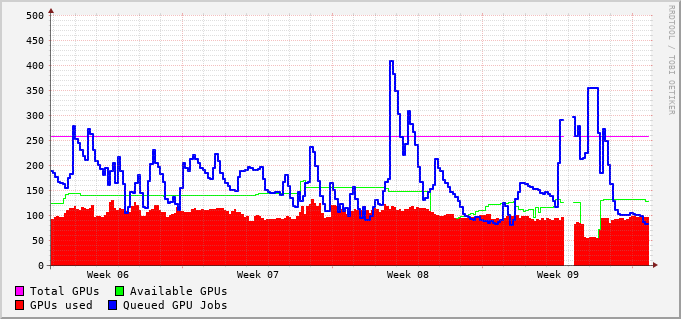 500
450
400
350
300
250
200
150
100
50
0
Week 06 Week 07 Week 08 Week 09
Total GPUs Available GPUs
GPUs used Queued GPU Jobs
RRDTOOL / TOBI OETIKER